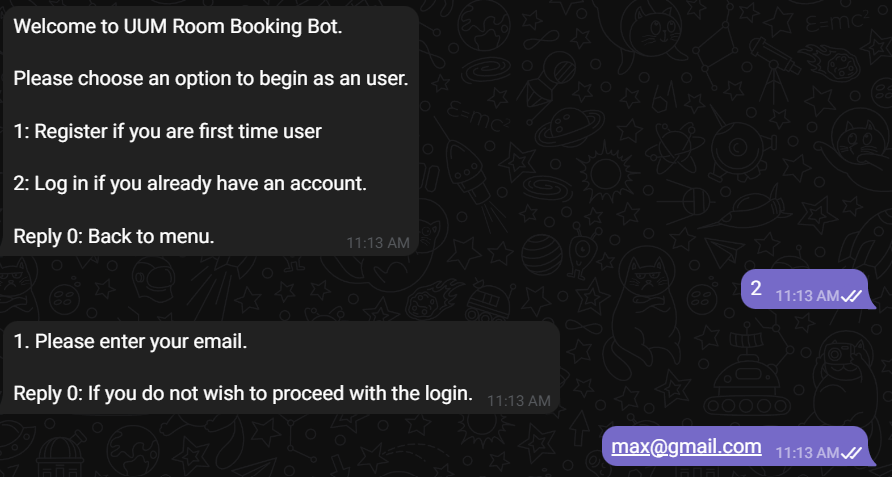 Welcome to UUM Room Booking Bot.
Please choose an option to begin as an user.
1: Register if you are first time user
2: Log in if you already have an account.
Reply 0: Back to menu.
11:13 AM
2 11:13 AM
1. Please enter your email.
Reply 0: If you do not wish to proceed with the login. 11:13 AM
max@gmail.com 11:13 AM